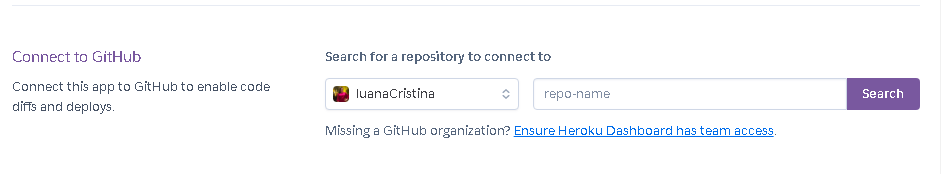 Connect to GitHub
Connect this app to GitHub to enable code
diffs and deploys.
Search for a repository to connect to
luanaCristina
repo-name
Search
Missing a GitHub organization? Ensure Heroku Dashboard has team access.